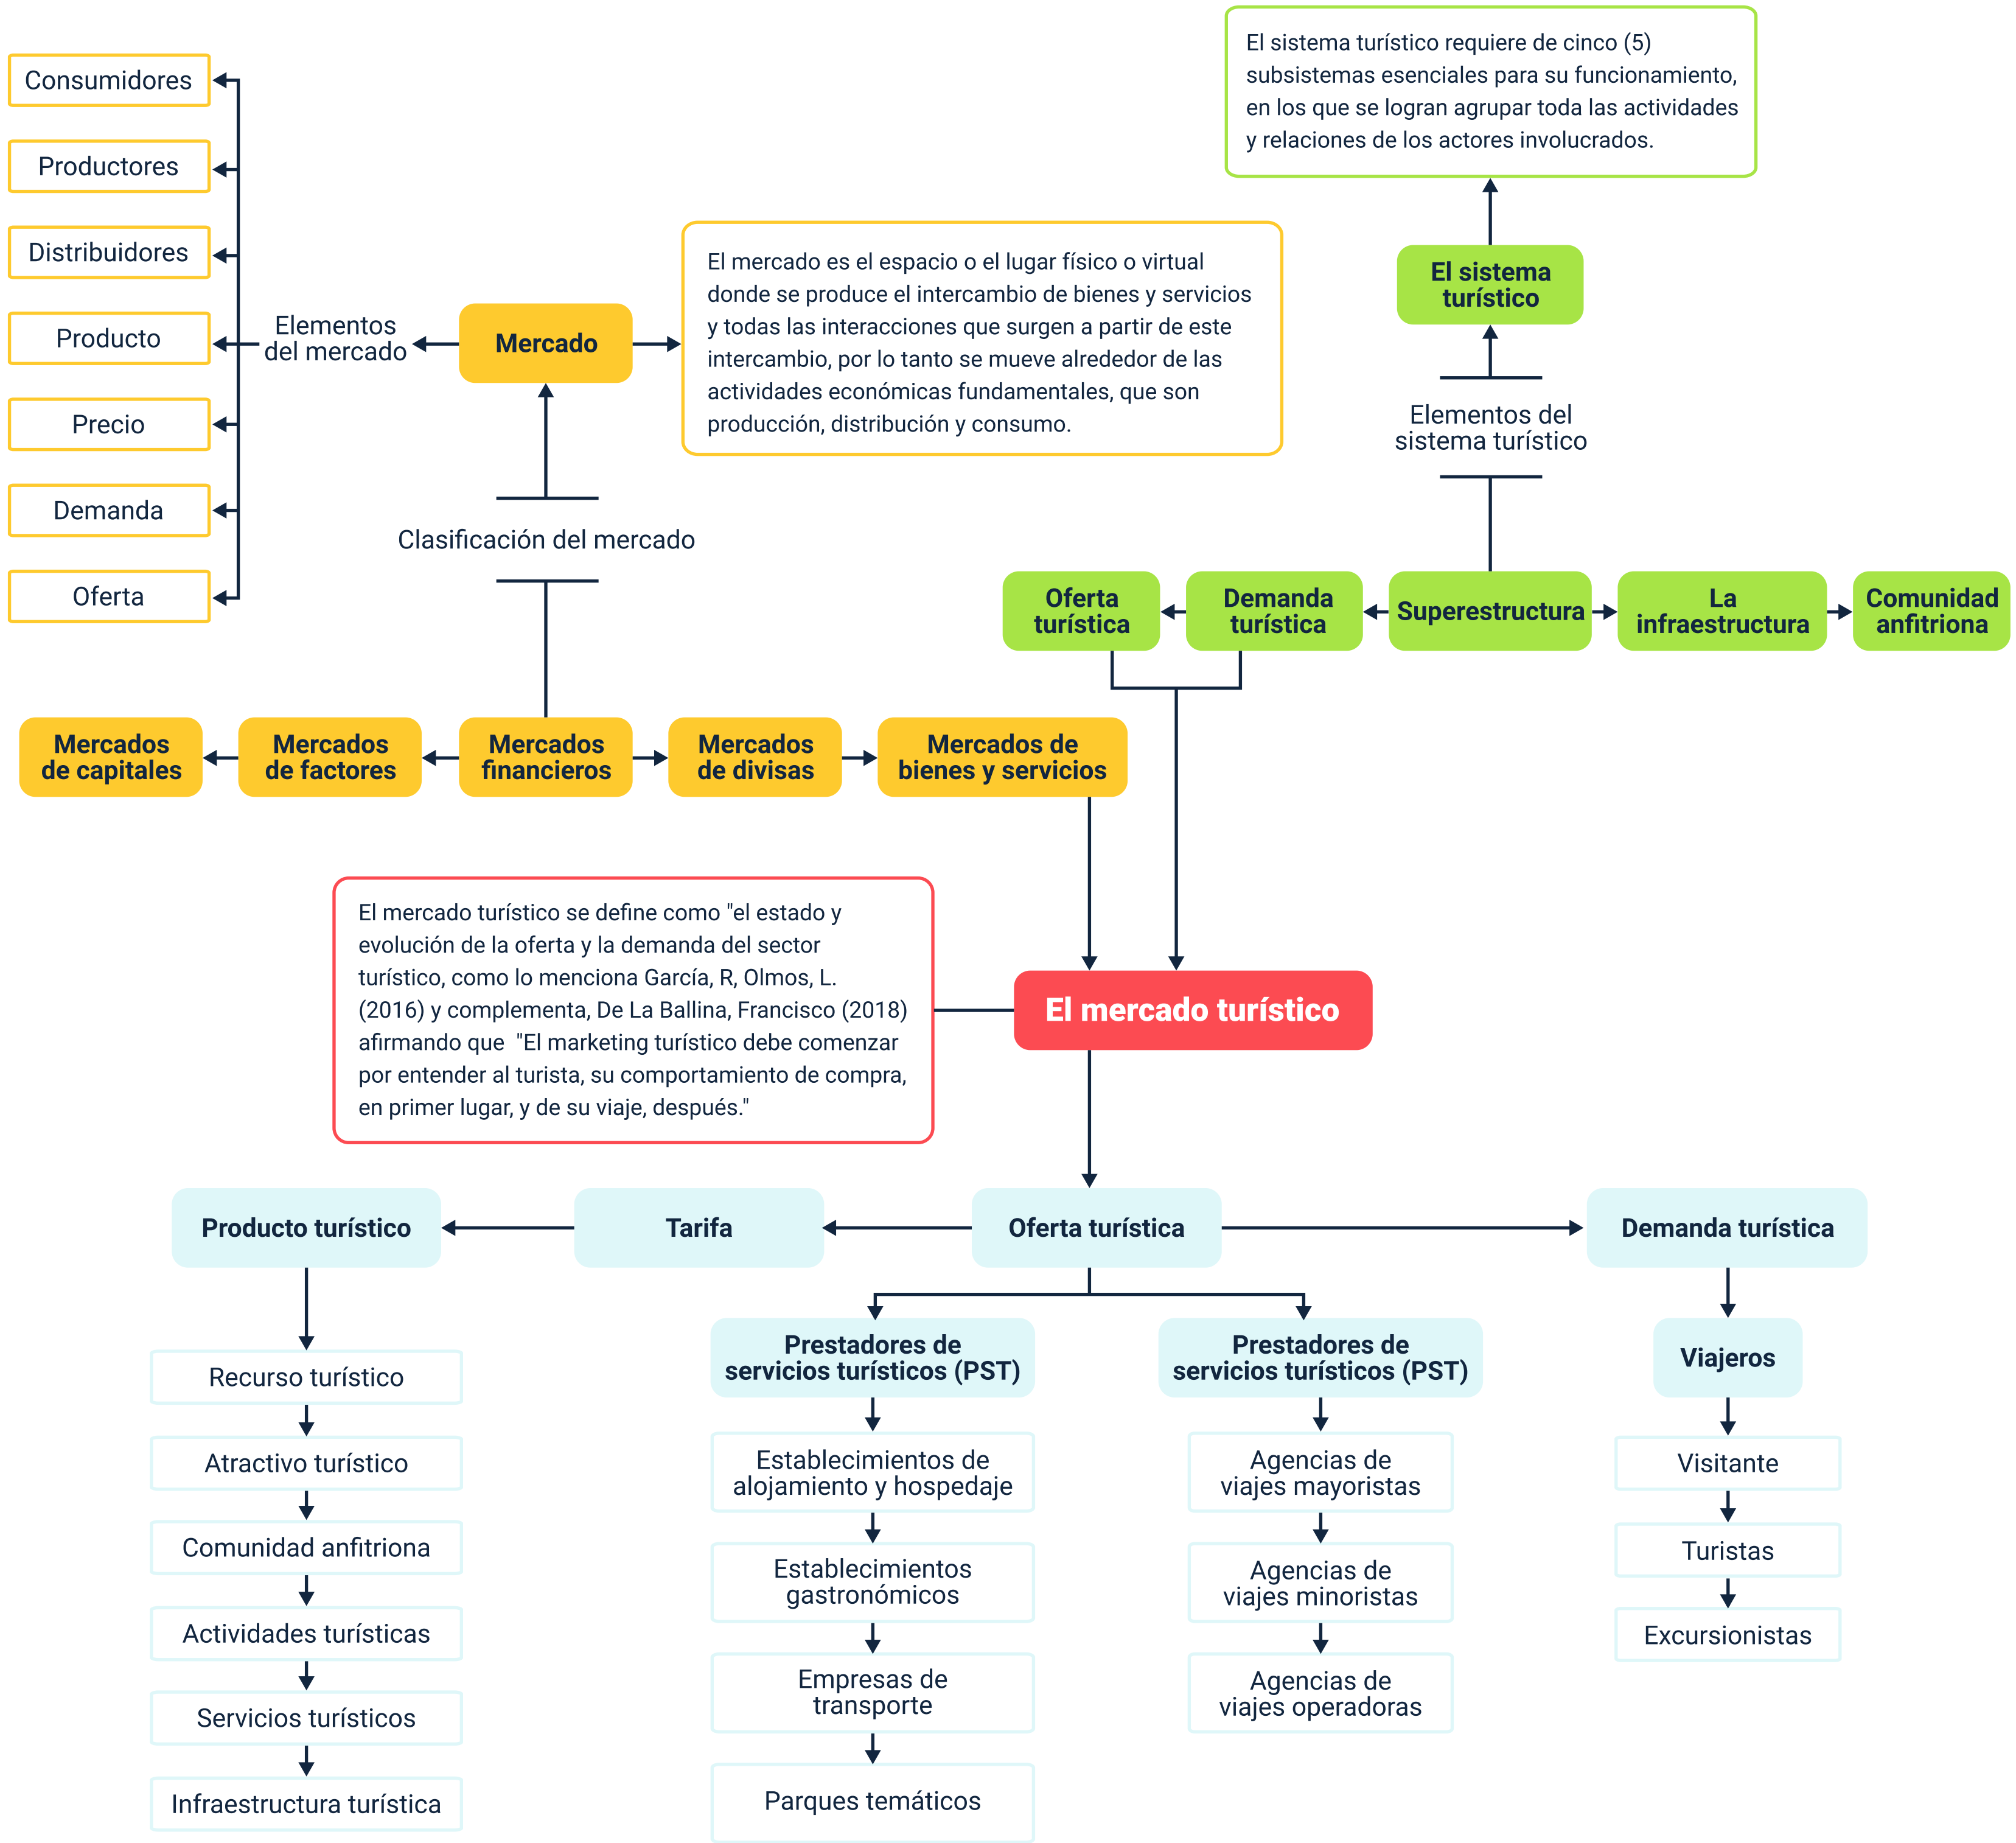 El sistema turístico requiere de cinco (5)
subsistemas esenciales para su funcionamiento,
en los que se logran agrupar toda las actividades
y relaciones de los actores involucrados.
El sistema
turístico
Elementos del
sistema turístico
Consumidores
Productores
Distribuidores
Producto
Precio
Demanda
Oferta
Elementos
del mercado
Mercado
El mercado es el espacio o el lugar físico o virtual
donde se produce el intercambio de bienes y servicios
y todas las interacciones que surgen a partir de este
intercambio, por lo tanto se mueve alrededor de las
actividades económicas fundamentales, que son
producción, distribución y consumo.
Clasificación del mercado
Oferta
turística
Demanda
turística
Superestructura
La
infraestructura
Comunidad
anfitriona
Mercados
de capitales
Mercados
de factores
Mercados
financieros
Mercados
de divisas
Mercados de
bienes y servicios
El mercado turístico se define como "el estado y
evolución de la oferta y la demanda del sector
turístico, como lo menciona García, R, Olmos, L.
(2016) y complementa, De La Ballina, Francisco (2018)
afirmando que  "El marketing turístico debe comenzar
por entender al turista, su comportamiento de compra,
en primer lugar, y de su viaje, después."
El mercado turístico
Producto turístico
Tarifa
Oferta turística
Demanda turística
Recurso turístico
Atractivo turístico
Comunidad anfitriona
Actividades turísticas
Servicios turísticos
Infraestructura turística
Prestadores de
servicios turísticos (PST)
Establecimientos de
alojamiento y hospedaje
Establecimientos
gastronómicos
Empresas de
transporte
Parques temáticos
Prestadores de
servicios turísticos (PST)
Agencias de
viajes mayoristas
Agencias de
viajes minoristas
Agencias de
viajes operadoras
Viajeros
Visitante
Turistas
Excursionistas